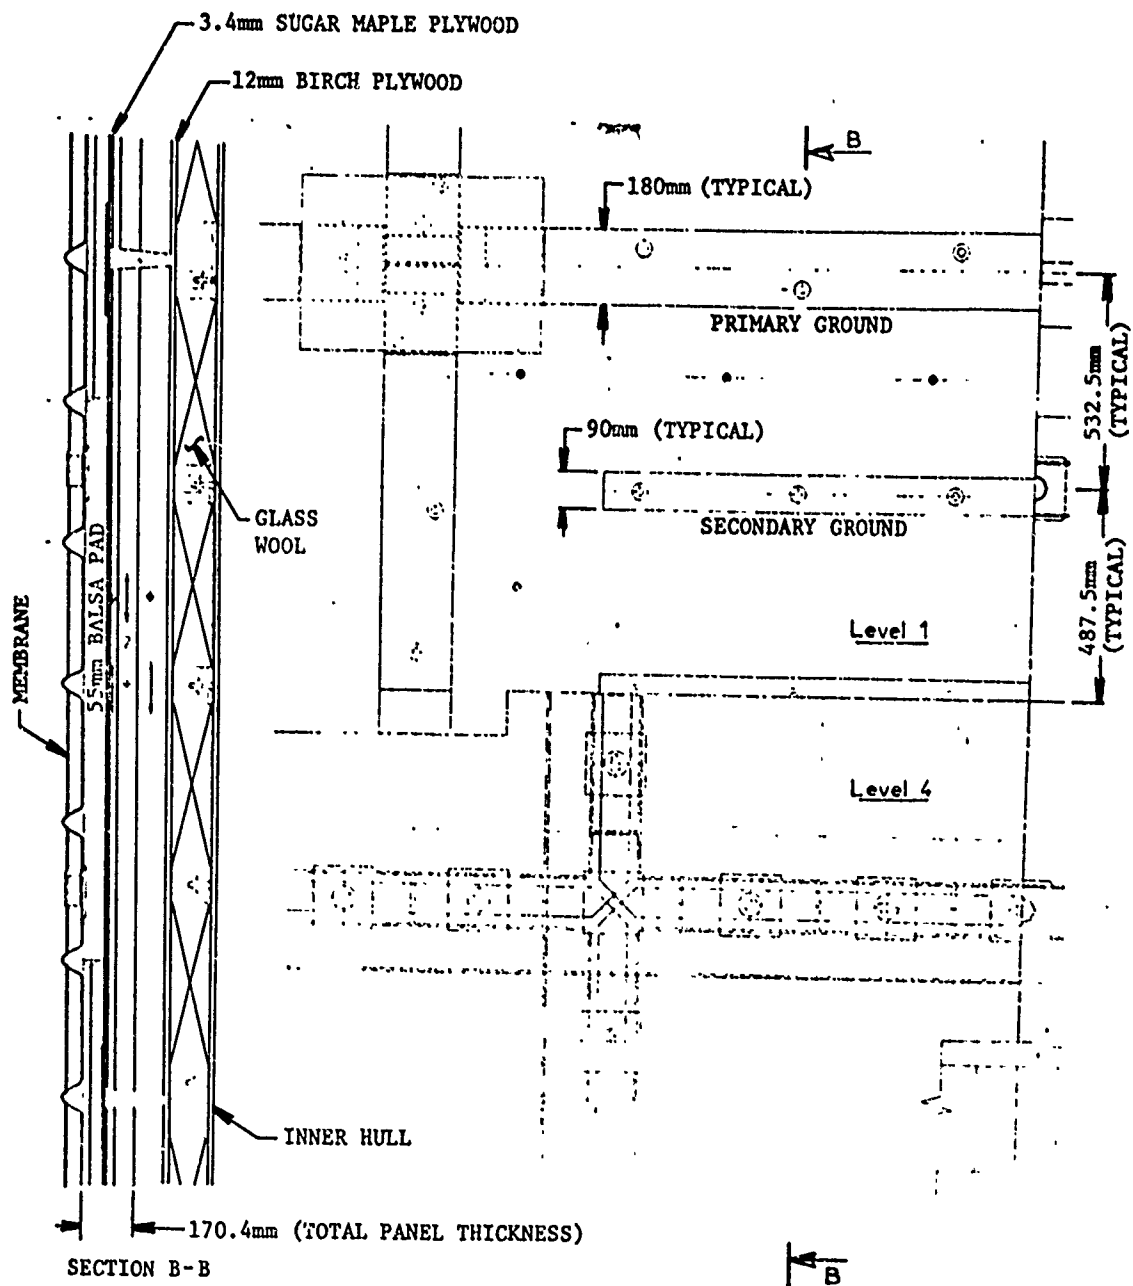 3.4mm SUGAR MAPLE PLYWOOD
12mm BIRCH PLYWOOD
B
180mm (TYPICAL)
PRIMARY GROUND
532.5mm
(TYPICAL)
90mm (TYPICAL)
GLASS
WOOL
SECONDARY GROUND
487.5mm
(TYPICAL)
MEMBRANE
55mm BALSA PAD
Level 1
Level 4
INNER HULL
170.4mm (TOTAL PANEL THICKNESS)
SECTION B-B
B